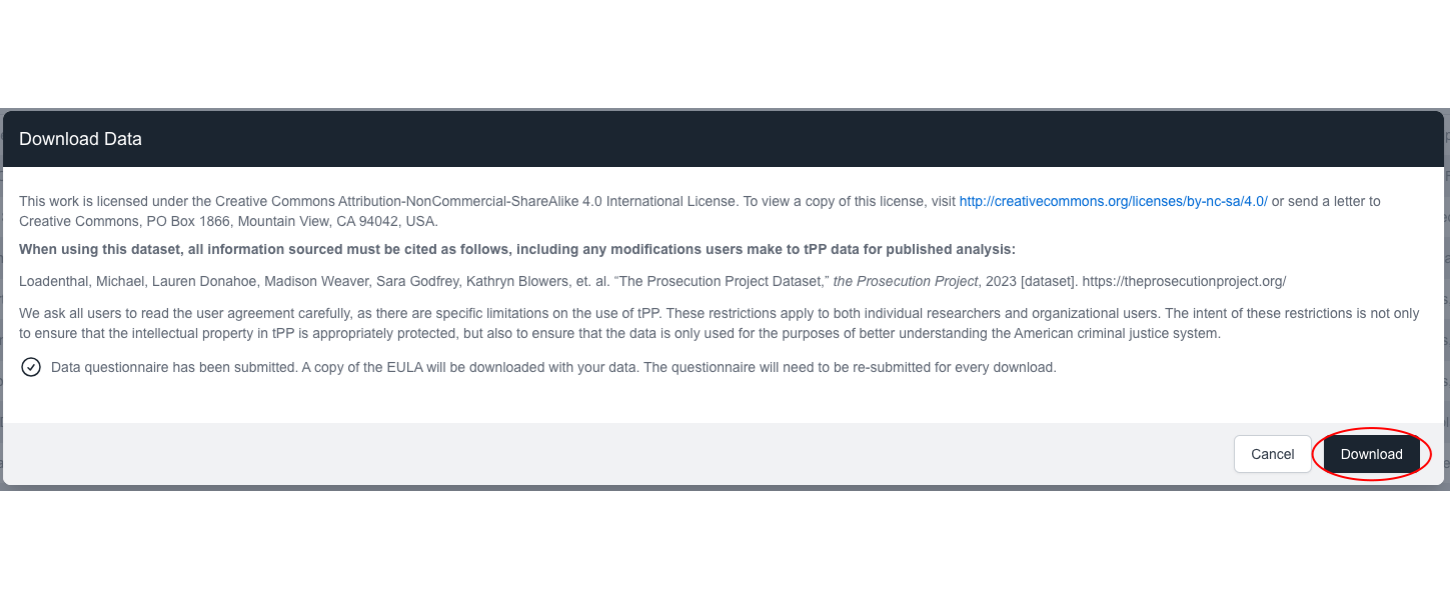 Download Data
This work is licensed under the Creative Commons Attribution-NonCommercial-ShareAlike 4.0 International License. To view a copy of this license, visit http://creativecommons.org/licenses/by-nc-sa/4.0/ or send a letter to
Creative Commons, PO Box 1866, Mountain View, CA 94042, USA.
When using this dataset, all information sourced must be cited as follows, including any modifications users make to tPP data for published analysis:
Loadenthal, Michael, Lauren Donahoe, Madison Weaver, Sara Godfrey, Kathryn Blowers, et. al. “The Prosecution Project Dataset,” the Prosecution Project, 2023 [dataset]. https://theprosecutionproject.org/
We ask all users to read the user agreement carefully, as there are specific limitations on the use of tPP. These restrictions apply to both individual researchers and organizational users. The intent of these restrictions is not only
to ensure that the intellectual property in tPP is appropriately protected, but also to ensure that the data is only used for the purposes of better understanding the American criminal justice system.
Data questionnaire has been submitted. A copy of the EULA will be downloaded with your data. The questionnaire will need to be re-submitted for every download.
Cancel Download